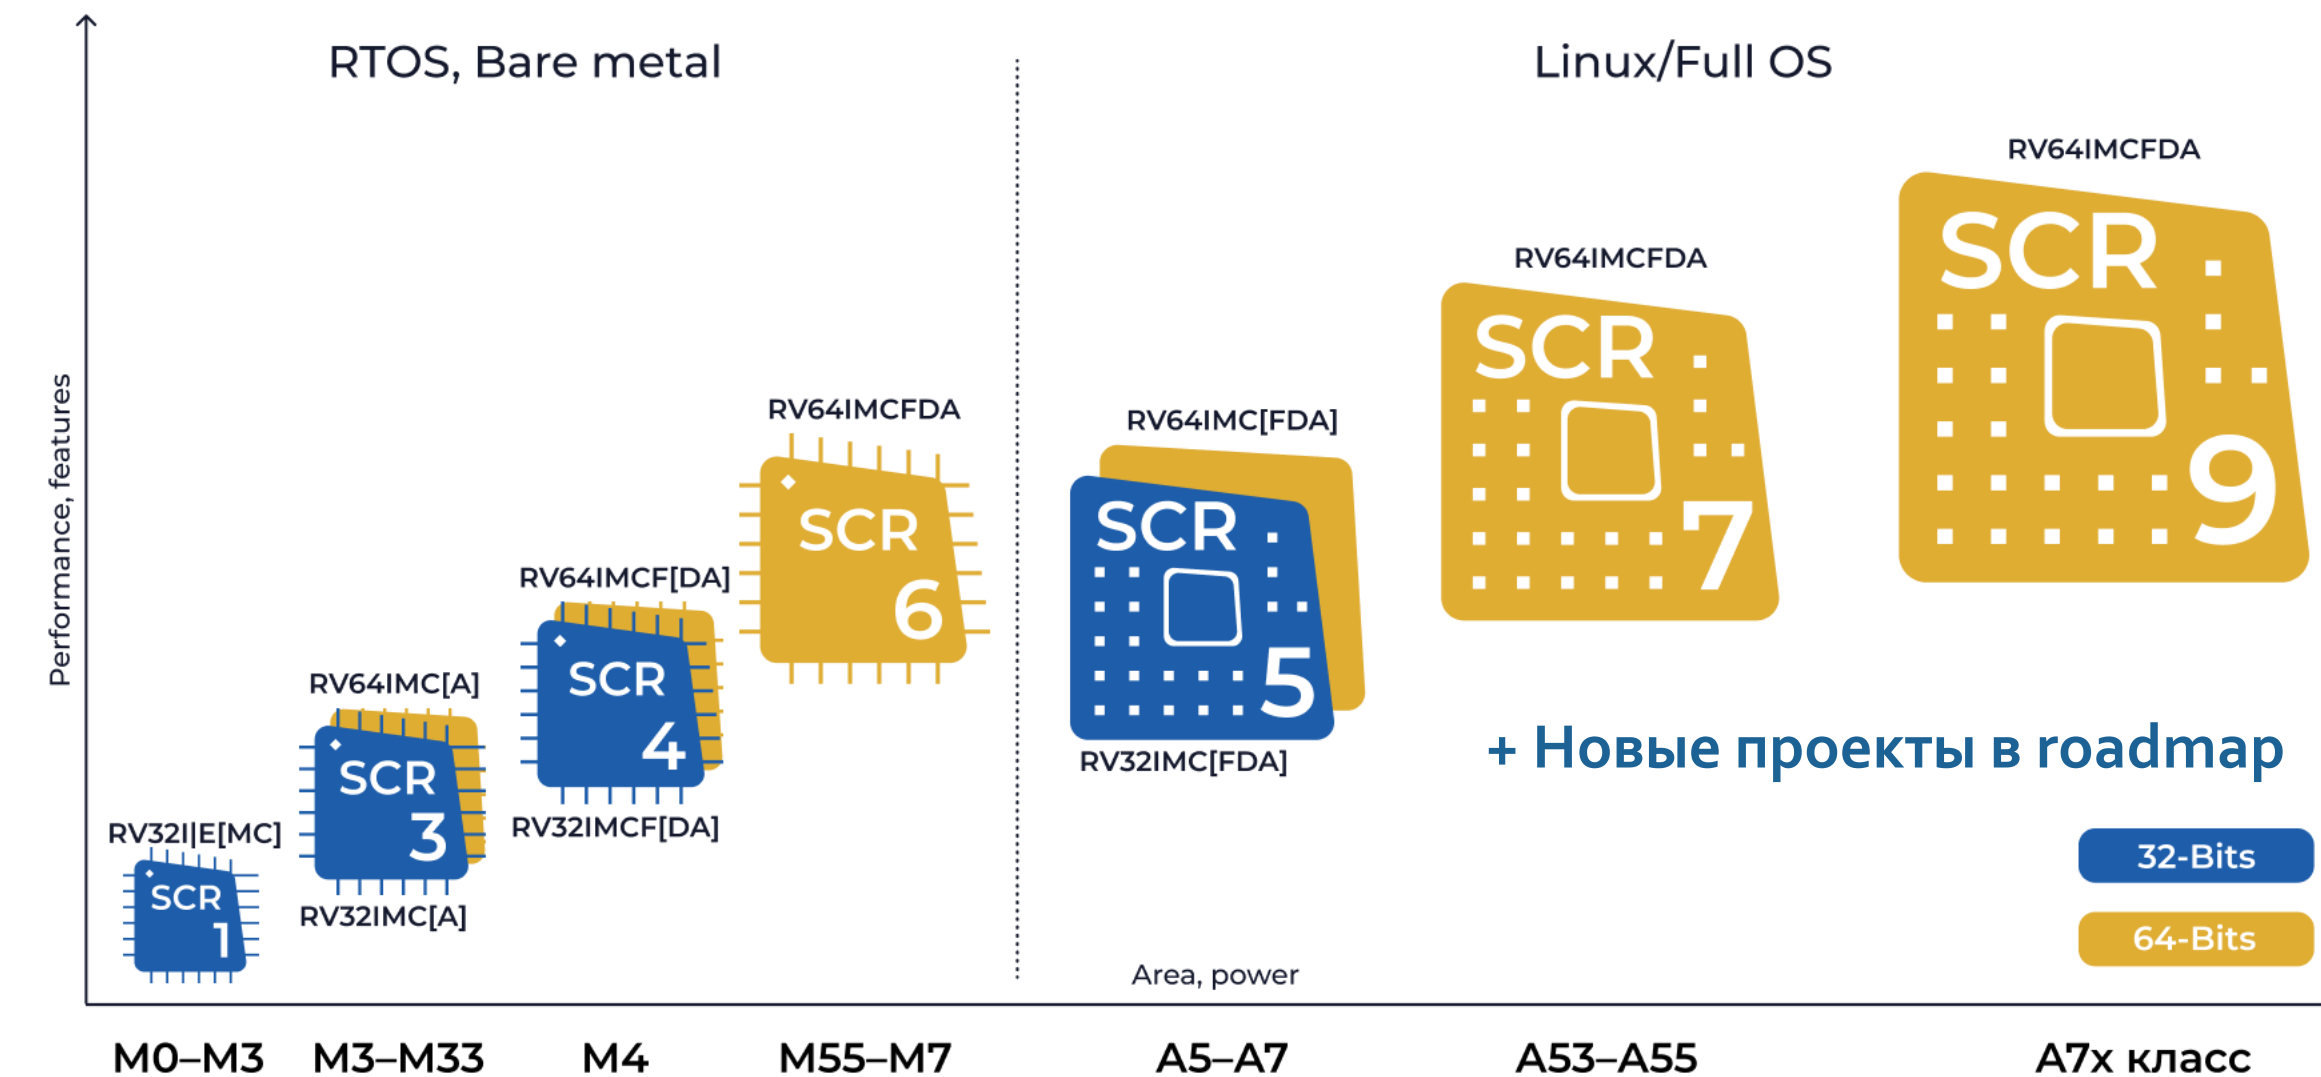 RTOS, Bare metal
Linux/Full OS
Performance, features
RV32I|E[MC]
SCR
1
RV64IMC[A]
SCR
3
RV32IMC[A]
RV64IMCF[DA]
SCR
4
RV32IMCF[DA]
RV64IMCFDA
SCR
6
RV64IMC[FDA]
SCR
5
RV32IMC[FDA]
RV64IMCFDA
SCR
7
RV64IMCFDA
SCR
9
+ Новые проекты в roadmap
32-Bits
64-Bits
Area, power
M0–M3
M3–M33
M4
M55–M7
A5–A7
A53–A55
A7x класс